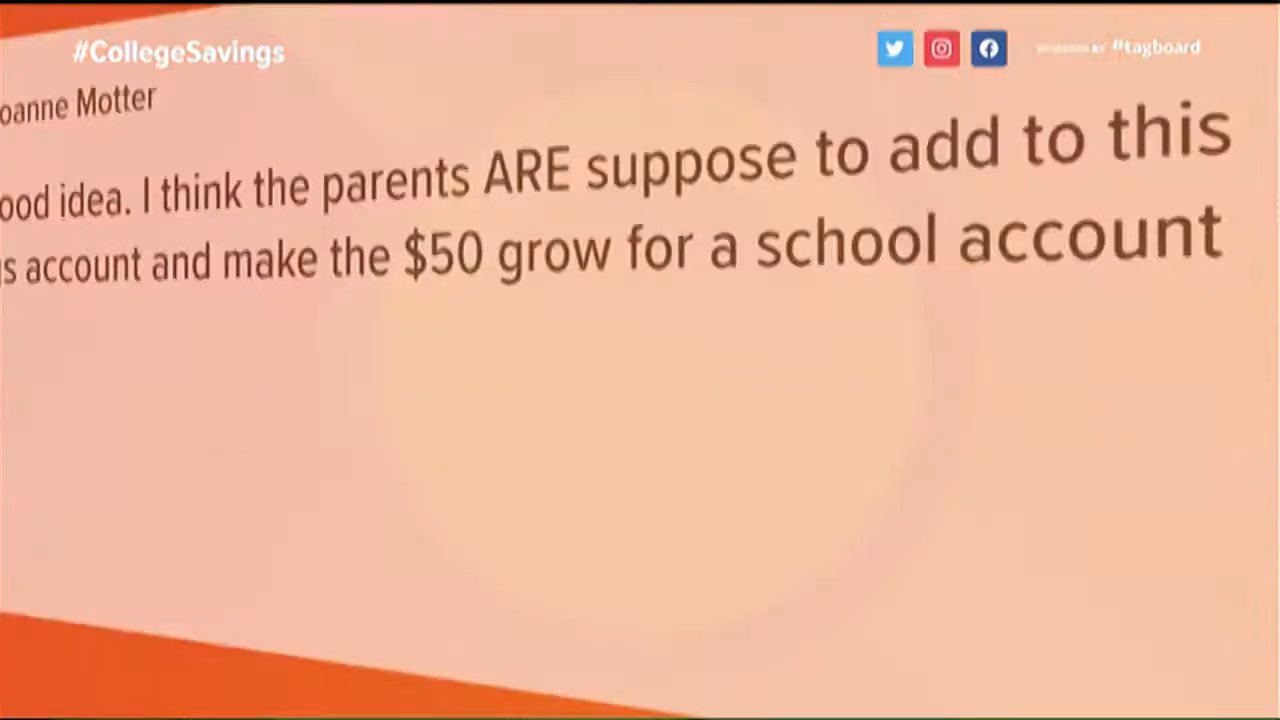 #CollegeSavings
#tagboard
oanne Motter
ood idea. I think the parents ARE suppose to add to this
s account and make the $50 grow for a school account